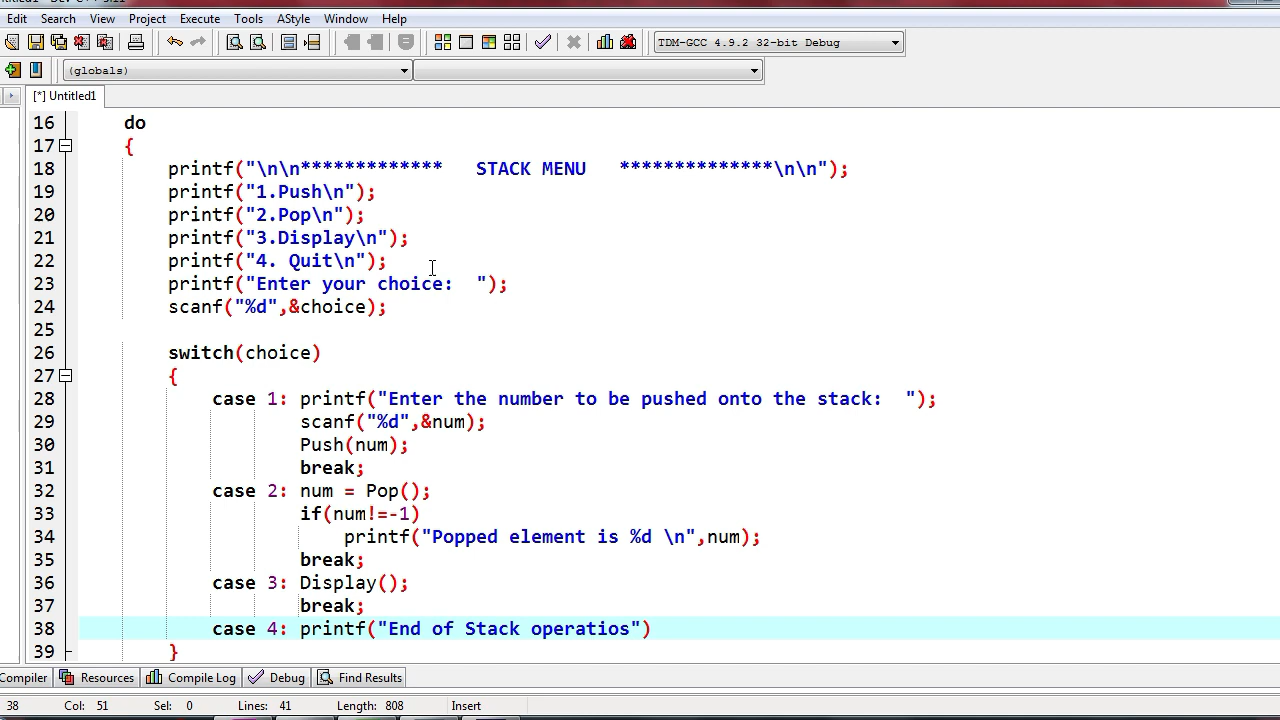 Edit Search View Project Execute Tools AStyle Window Help
TDM-GCC 4.9.2 32-bit Debug
(globals)
[*] Untitled1
16 do
17 {
18 printf("\n\n************* STACK MENU **************\n\n");
19 printf("1.Push\n");
20 printf("2.Pop\n");
21 printf("3.Display\n");
22 printf("4. Quit\n");
23 printf("Enter your choice:  ");
24 scanf("%d",&choice);
25
26 switch(choice)
27 {
28 case 1: printf("Enter the number to be pushed onto the stack:  ");
29 scanf("%d",&num);
30 Push(num);
31 break;
32 case 2: num = Pop();
33 if(num!=-1)
34 printf("Popped element is %d \n",num);
35 break;
36 case 3: Display();
37 break;
38 case 4: printf("End of Stack operatios")
39 }
Compiler Resources Compile Log Debug Find Results
38 Col: 51 Sel: 0 Lines: 41 Length: 808 Insert